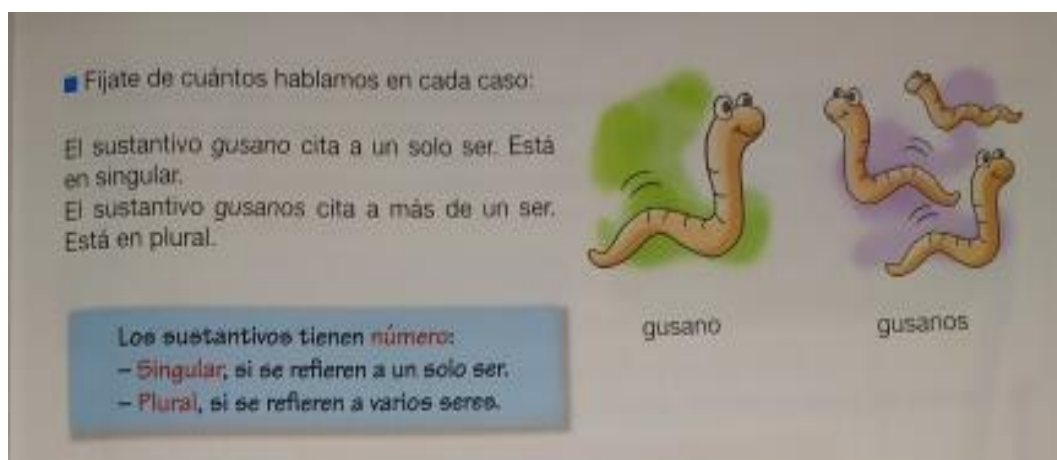 Fijate de cuántos hablamos en cada caso:
El sustantivo gusano cita a un solo ser. Está
en singular.
El sustantivo gusanos cita a más de un ser.
Está en plural.
Los sustantivos tienen número:
– Singular, si se refieren a un solo ser.
– Plural, si se refieren a varios seres.
gusano
gusanos